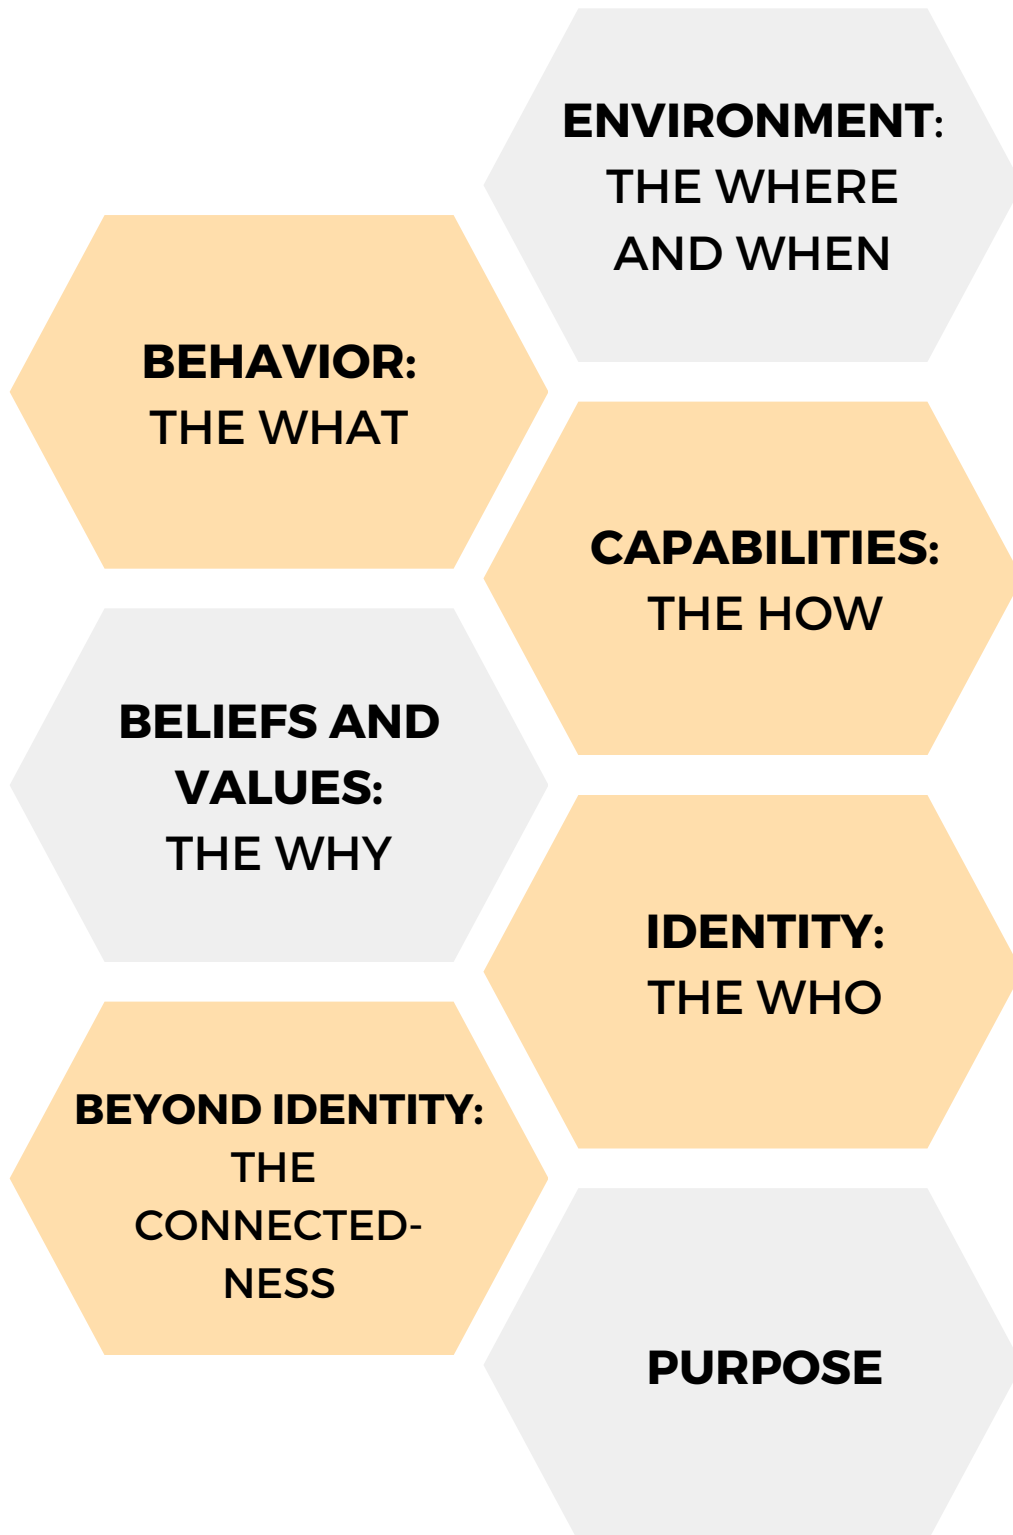 ENVIRONMENT:
THE WHERE
AND WHEN
BEHAVIOR:
THE WHAT
CAPABILITIES:
THE HOW
BELIEFS AND
VALUES:
THE WHY
IDENTITY:
THE WHO
BEYOND IDENTITY:
THE
CONNECTED-
NESS
PURPOSE